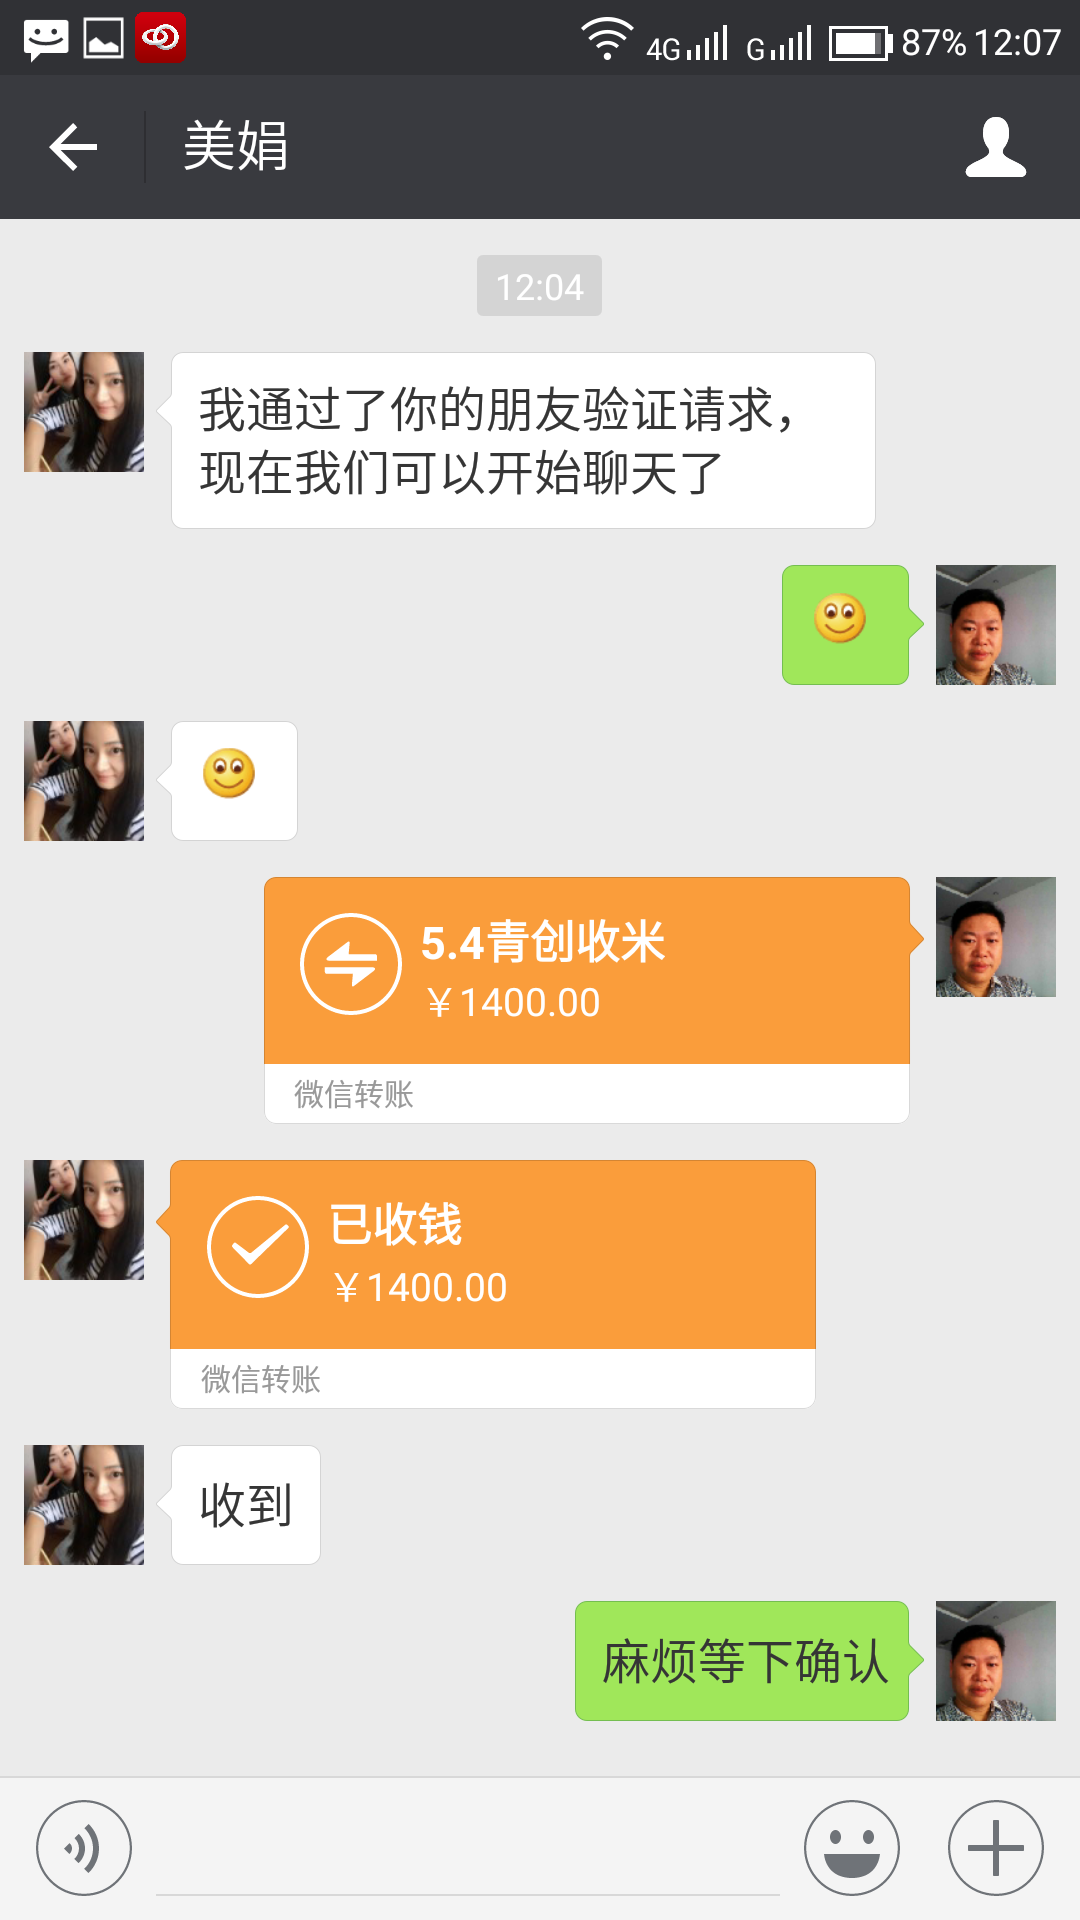 4G G 87% 12:07
美娟
12:04
我通过了你的朋友验证请求，
现在我们可以开始聊天了
5.4青创收米
￥1400.00
微信转账
已收钱
￥1400.00
微信转账
收到
麻烦等下确认